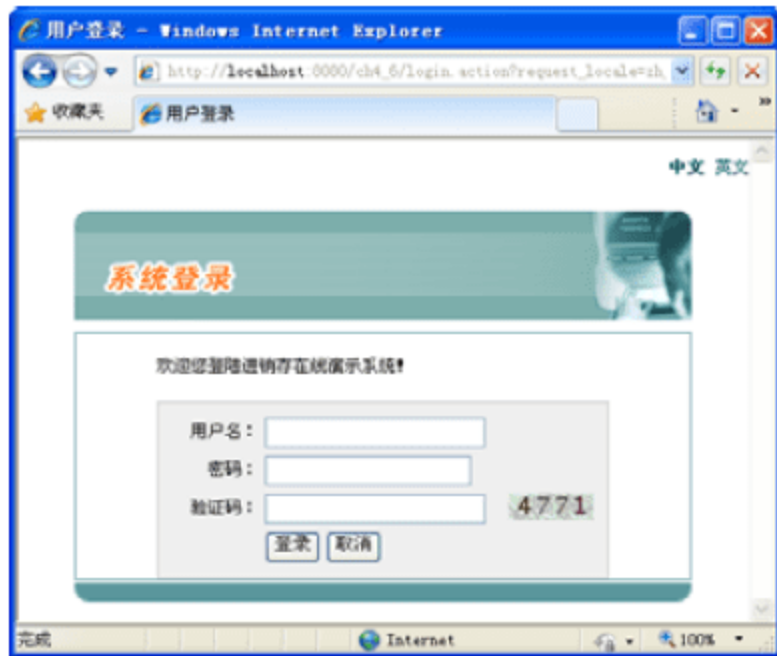 用户登录 - Windows Internet Explorer
http://localhost:8080/ch4_6/login.action?request_locale=zh_
收藏夹 用户登录
中文 英文
系统登录
欢迎您登陆进销存在线演示系统!
用户名:
密码:
验证码: 4771
登录 取消
完成 Internet 100%